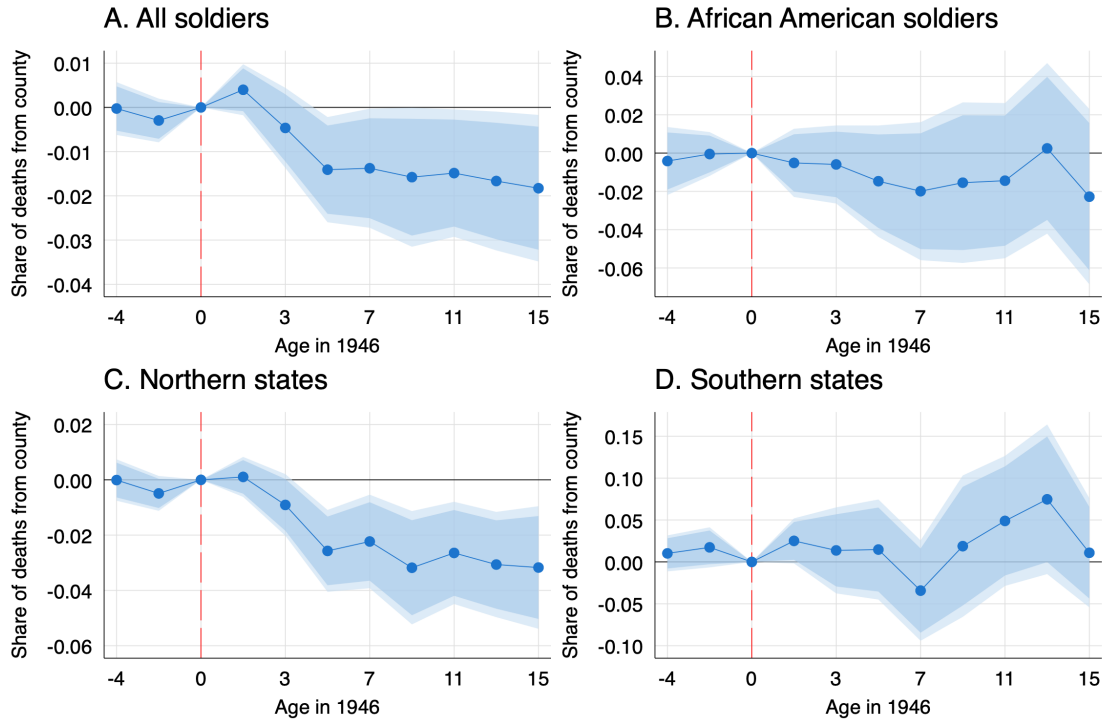 A. All soldiers
Share of deaths from county
0.01
0.00
-0.01
-0.02
-0.03
-0.04
-4 0 3 7 11 15
Age in 1946
B. African American soldiers
Share of deaths from county
0.04
0.02
0.00
-0.02
-0.04
-0.06
-4 0 3 7 11 15
Age in 1946
C. Northern states
Share of deaths from county
0.02
0.00
-0.02
-0.04
-0.06
-4 0 3 7 11 15
Age in 1946
D. Southern states
Share of deaths from county
0.15
0.10
0.05
0.00
-0.05
-0.10
-4 0 3 7 11 15
Age in 1946